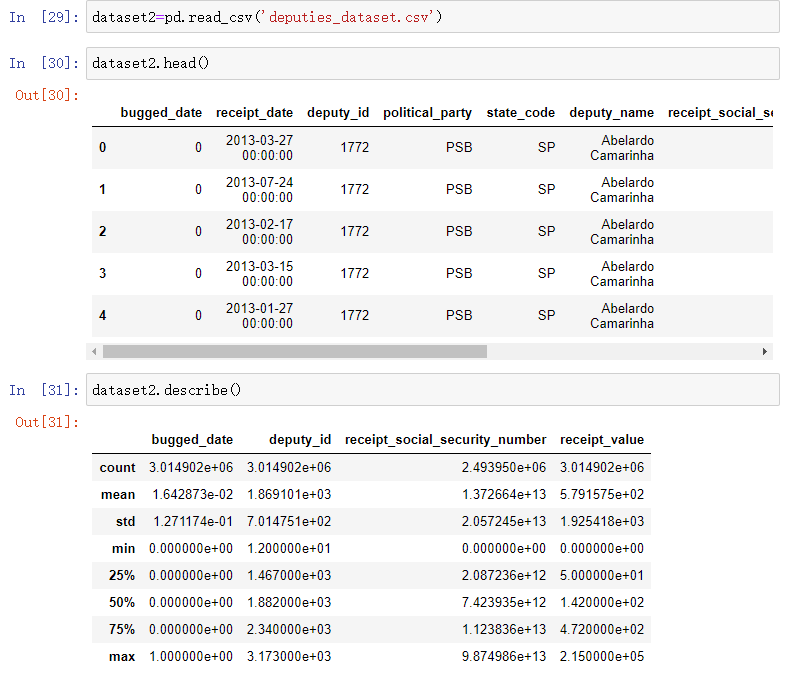 In [29]: dataset2=pd.read_csv('deputies_dataset.csv')
In [30]: dataset2.head()
Out[30]:
bugged_date receipt_date deputy_id political_party state_code deputy_name receipt_social_se
0 0 2013-03-27 00:00:00 1772 PSB SP Abelardo Camarinha
1 0 2013-07-24 00:00:00 1772 PSB SP Abelardo Camarinha
2 0 2013-02-17 00:00:00 1772 PSB SP Abelardo Camarinha
3 0 2013-03-15 00:00:00 1772 PSB SP Abelardo Camarinha
4 0 2013-01-27 00:00:00 1772 PSB SP Abelardo Camarinha
In [31]: dataset2.describe()
Out[31]:
bugged_date deputy_id receipt_social_security_number receipt_value
count 3.014902e+06 3.014902e+06 2.493950e+06 3.014902e+06
mean 1.642873e-02 1.869101e+03 1.372664e+13 5.791575e+02
std 1.271174e-01 7.014751e+02 2.057245e+13 1.925418e+03
min 0.000000e+00 1.200000e+01 0.000000e+00 0.000000e+00
25% 0.000000e+00 1.467000e+03 2.087236e+12 5.000000e+01
50% 0.000000e+00 1.882000e+03 7.423935e+12 1.420000e+02
75% 0.000000e+00 2.340000e+03 1.123836e+13 4.720000e+02
max 1.000000e+00 3.173000e+03 9.874986e+13 2.150000e+05